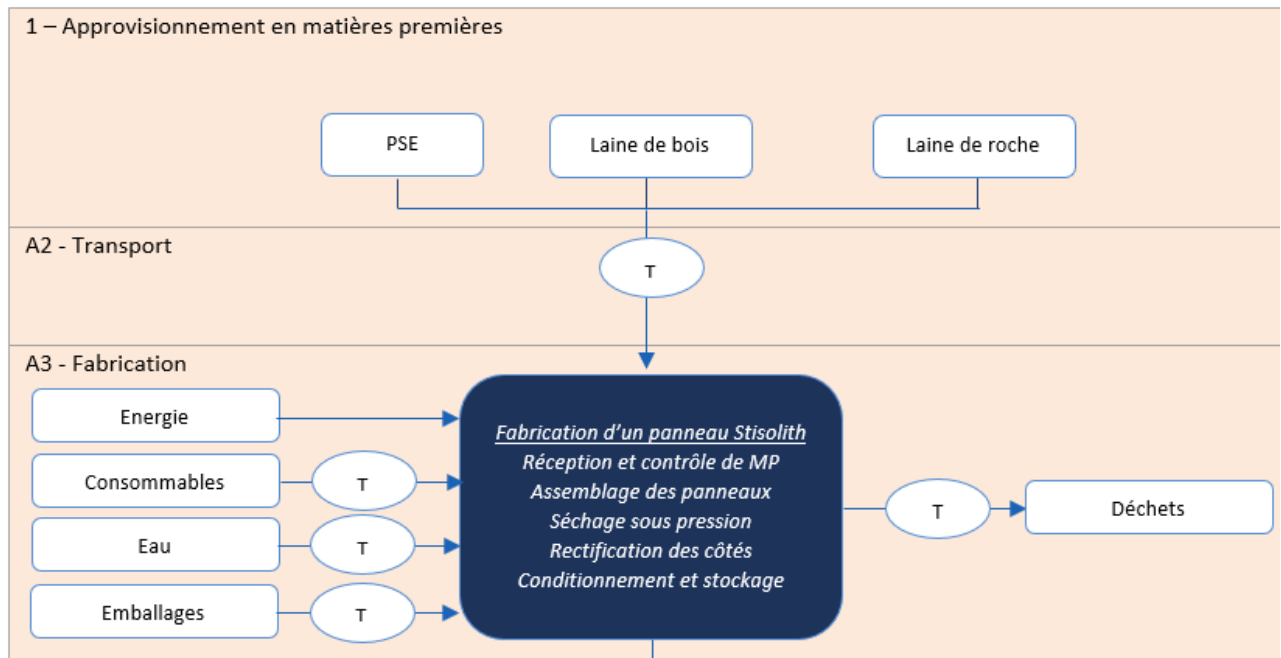 1 – Approvisionnement en matières premières
PSE
Laine de bois
Laine de roche
A2 - Transport
T
A3 - Fabrication
Energie
Consommables
T
Eau
T
Emballages
T
Fabrication d’un panneau Stisolith
Réception et contrôle de MP
Assemblage des panneaux
Séchage sous pression
Rectification des côtés
Conditionnement et stockage
T
Déchets